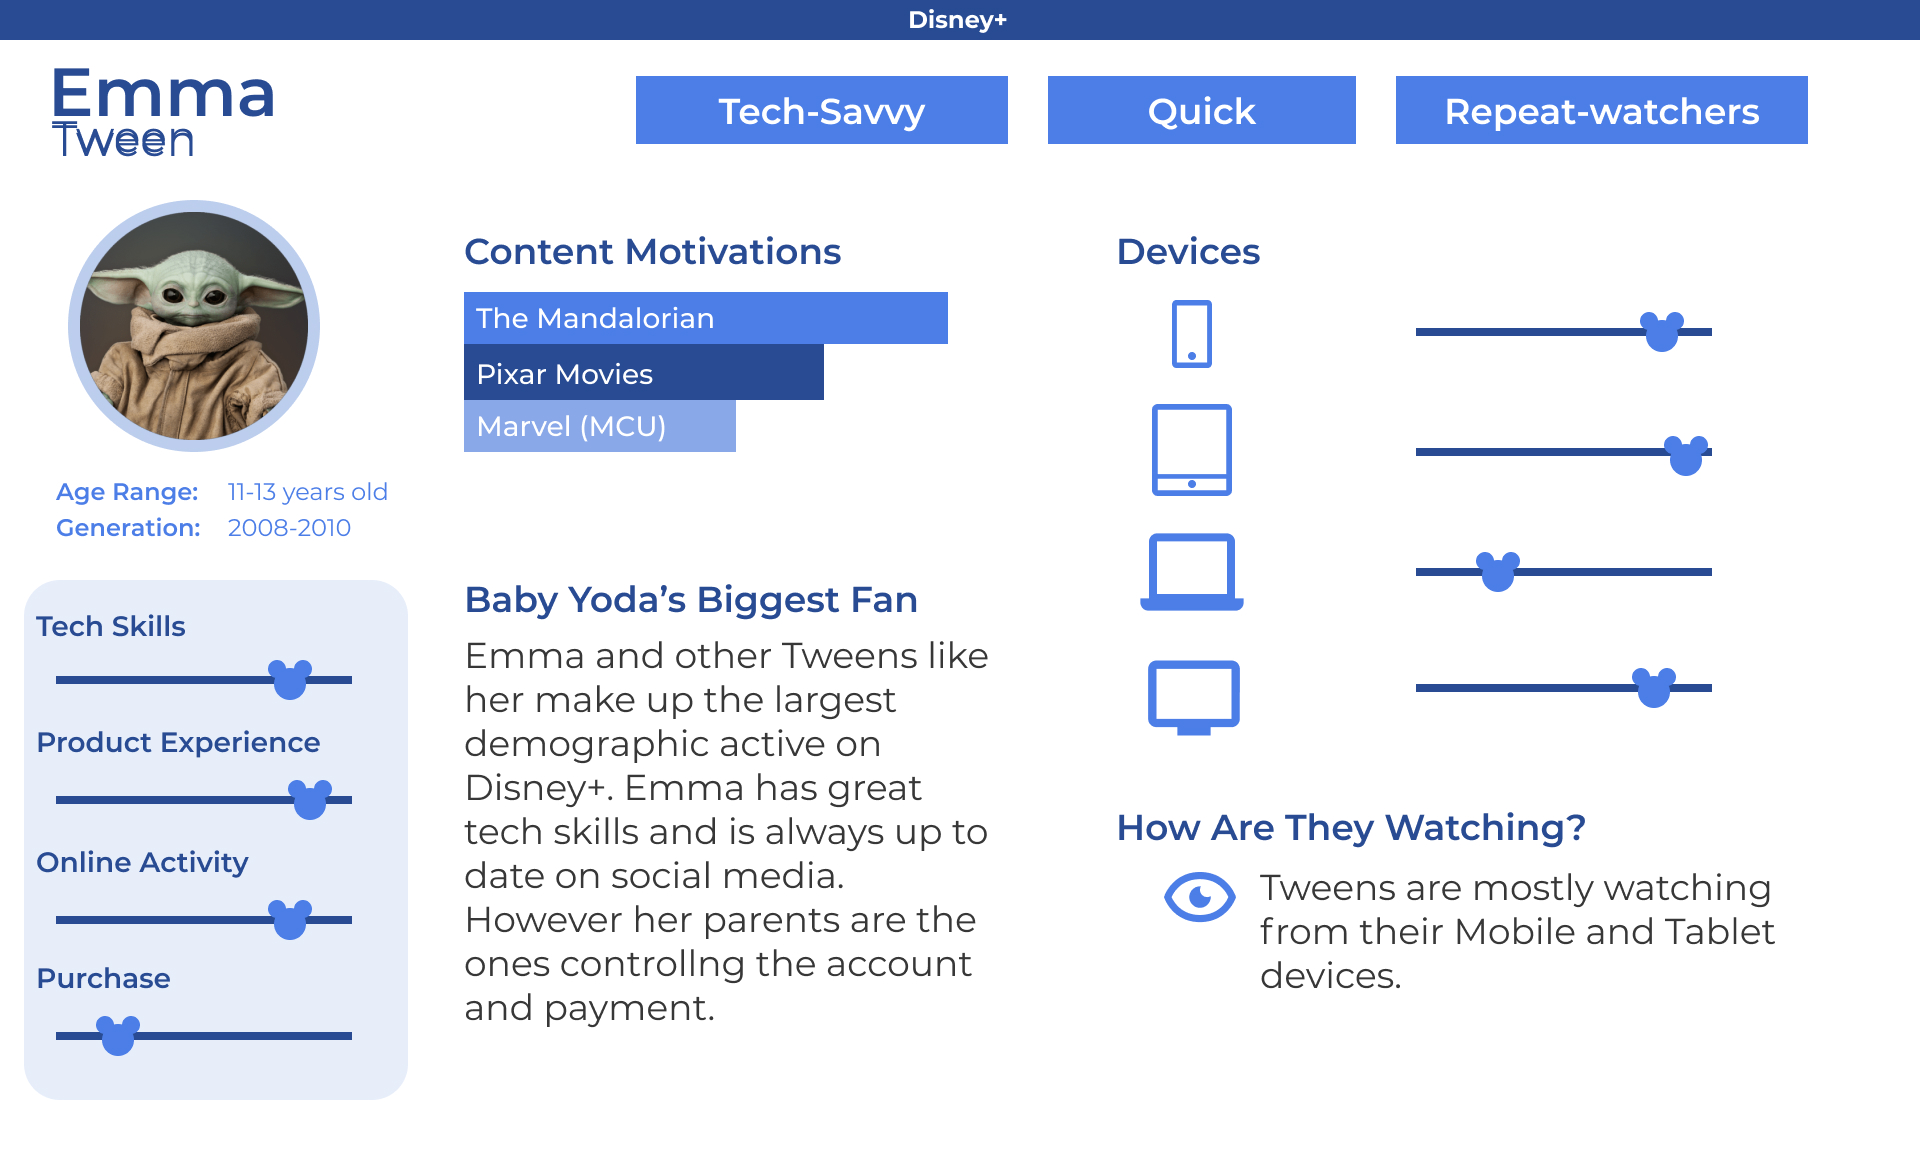 Disney+
Emma
Tween
Tech-Savvy
Quick
Repeat-watchers
Age Range: 11-13 years old
Generation: 2008-2010
Tech Skills
Product Experience
Online Activity
Purchase
Content Motivations
The Mandalorian
Pixar Movies
Marvel (MCU)
Baby Yoda’s Biggest Fan
Emma and other Tweens like
her make up the largest
demographic active on
Disney+. Emma has great
tech skills and is always up to
date on social media.
However her parents are the
ones controllng the account
and payment.
Devices
How Are They Watching?
Tweens are mostly watching
from their Mobile and Tablet
devices.